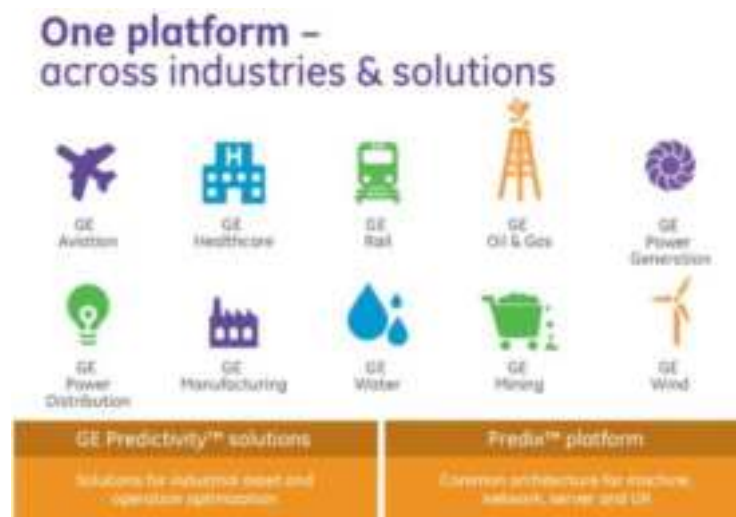 One platform –
across industries & solutions
GE
Aviation
GE
Healthcare
GE
Rail
GE
Oil & Gas
GE
Power
Generation
GE
Power
Distribution
GE
Manufacturing
GE
Water
GE
Mining
GE
Wind
GE Predictivity™ solutions
Predix™ platform
Solutions for industrial asset and
operation optimization
Common architecture for machine,
network, server and UX
H